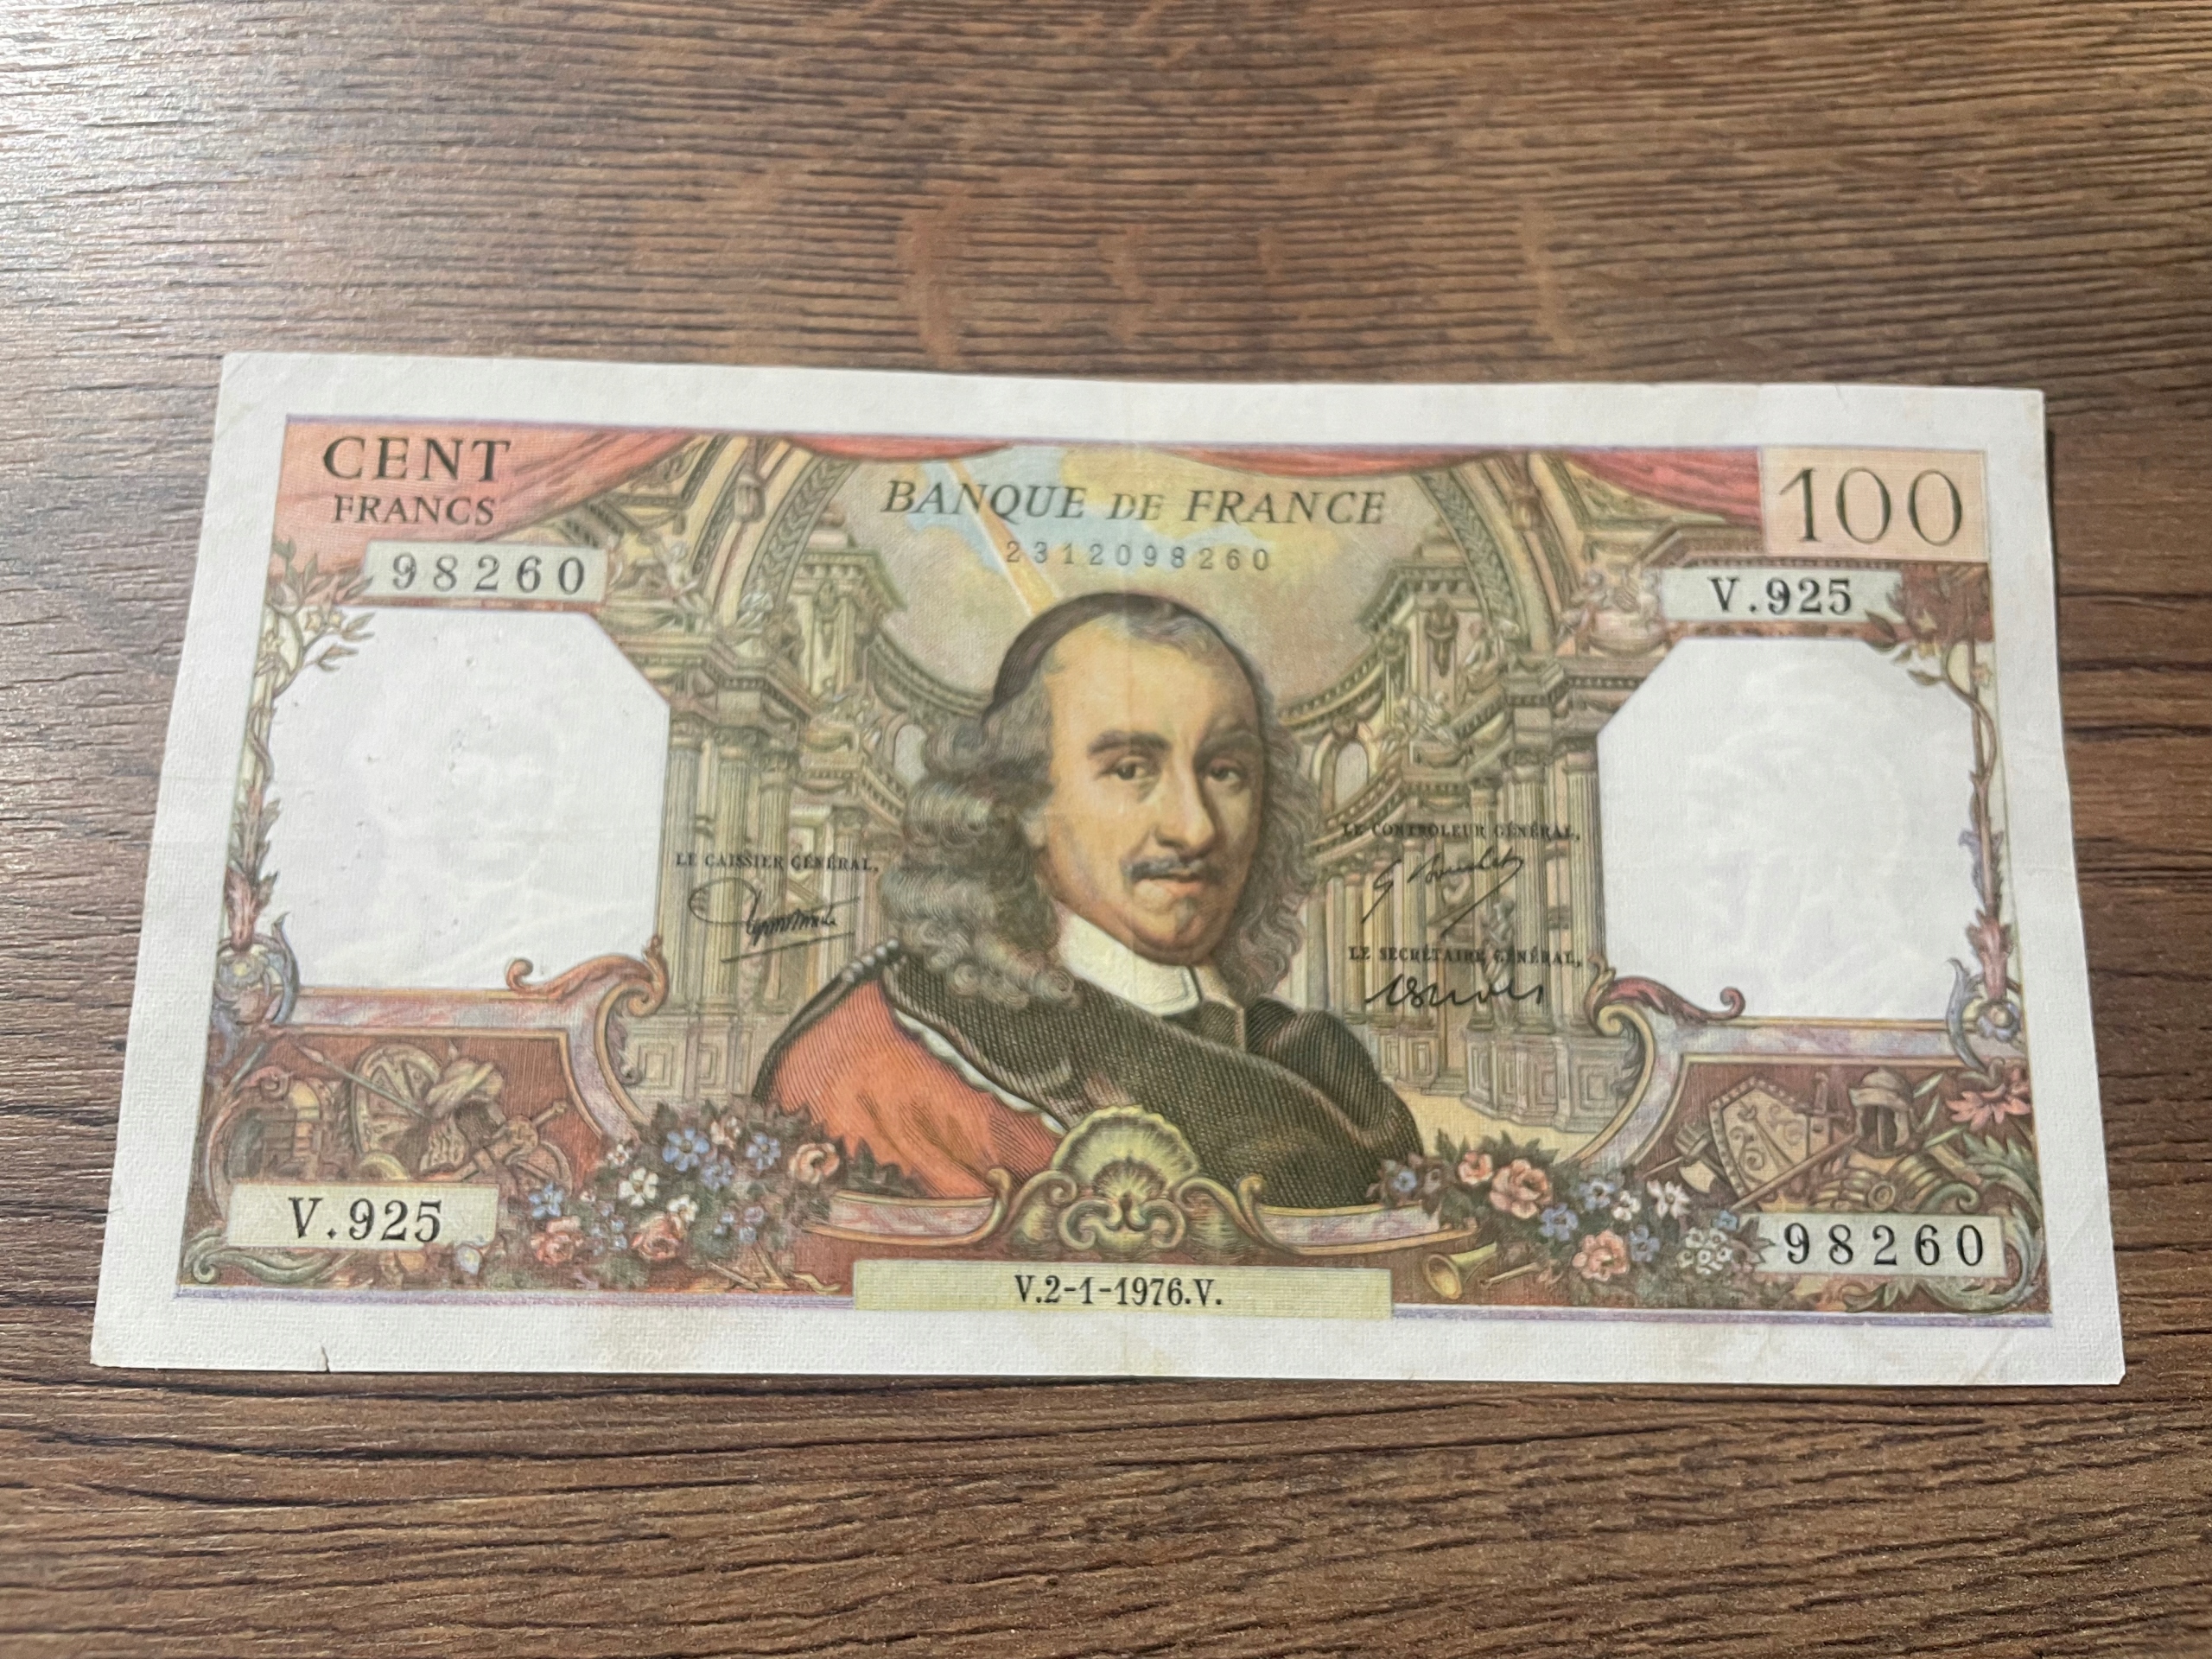 CENT
FRANCS
BANQUE DE FRANCE
100
98260
2312098260
V.925
LE CAISSIER GÉNÉRAL,
LE CONTROLEUR GÉNÉRAL,
LE SECRÉTAIRE GÉNÉRAL,
V.925
98260
V.2-1-1976.V.